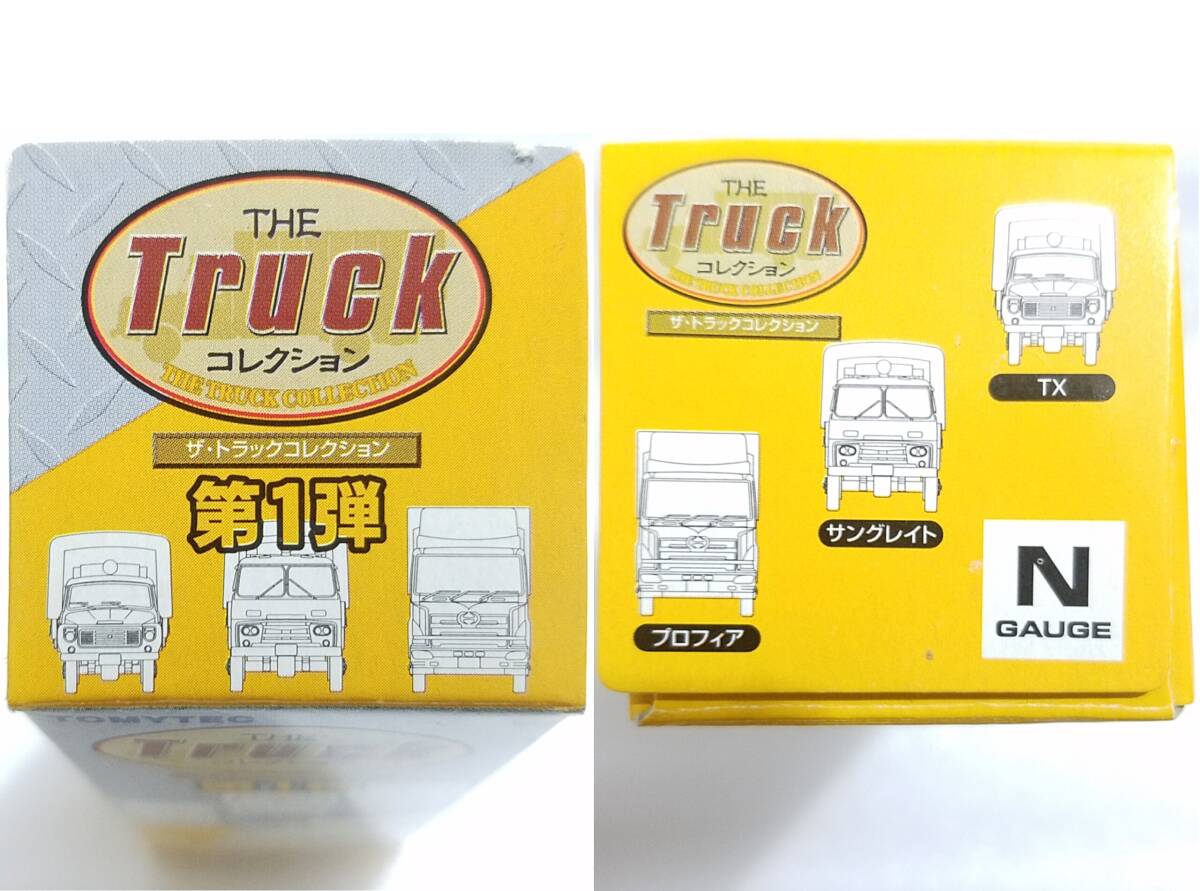 THE
Truck
コレクション
THE TRUCK COLLECTION
ザ・トラックコレクション
第1弾
TOMYTEC
THE
Truck
THE
Truck
コレクション
THE TRUCK COLLECTION
ザ・トラックコレクション
TX
サングレイト
プロフィア
N
GAUGE